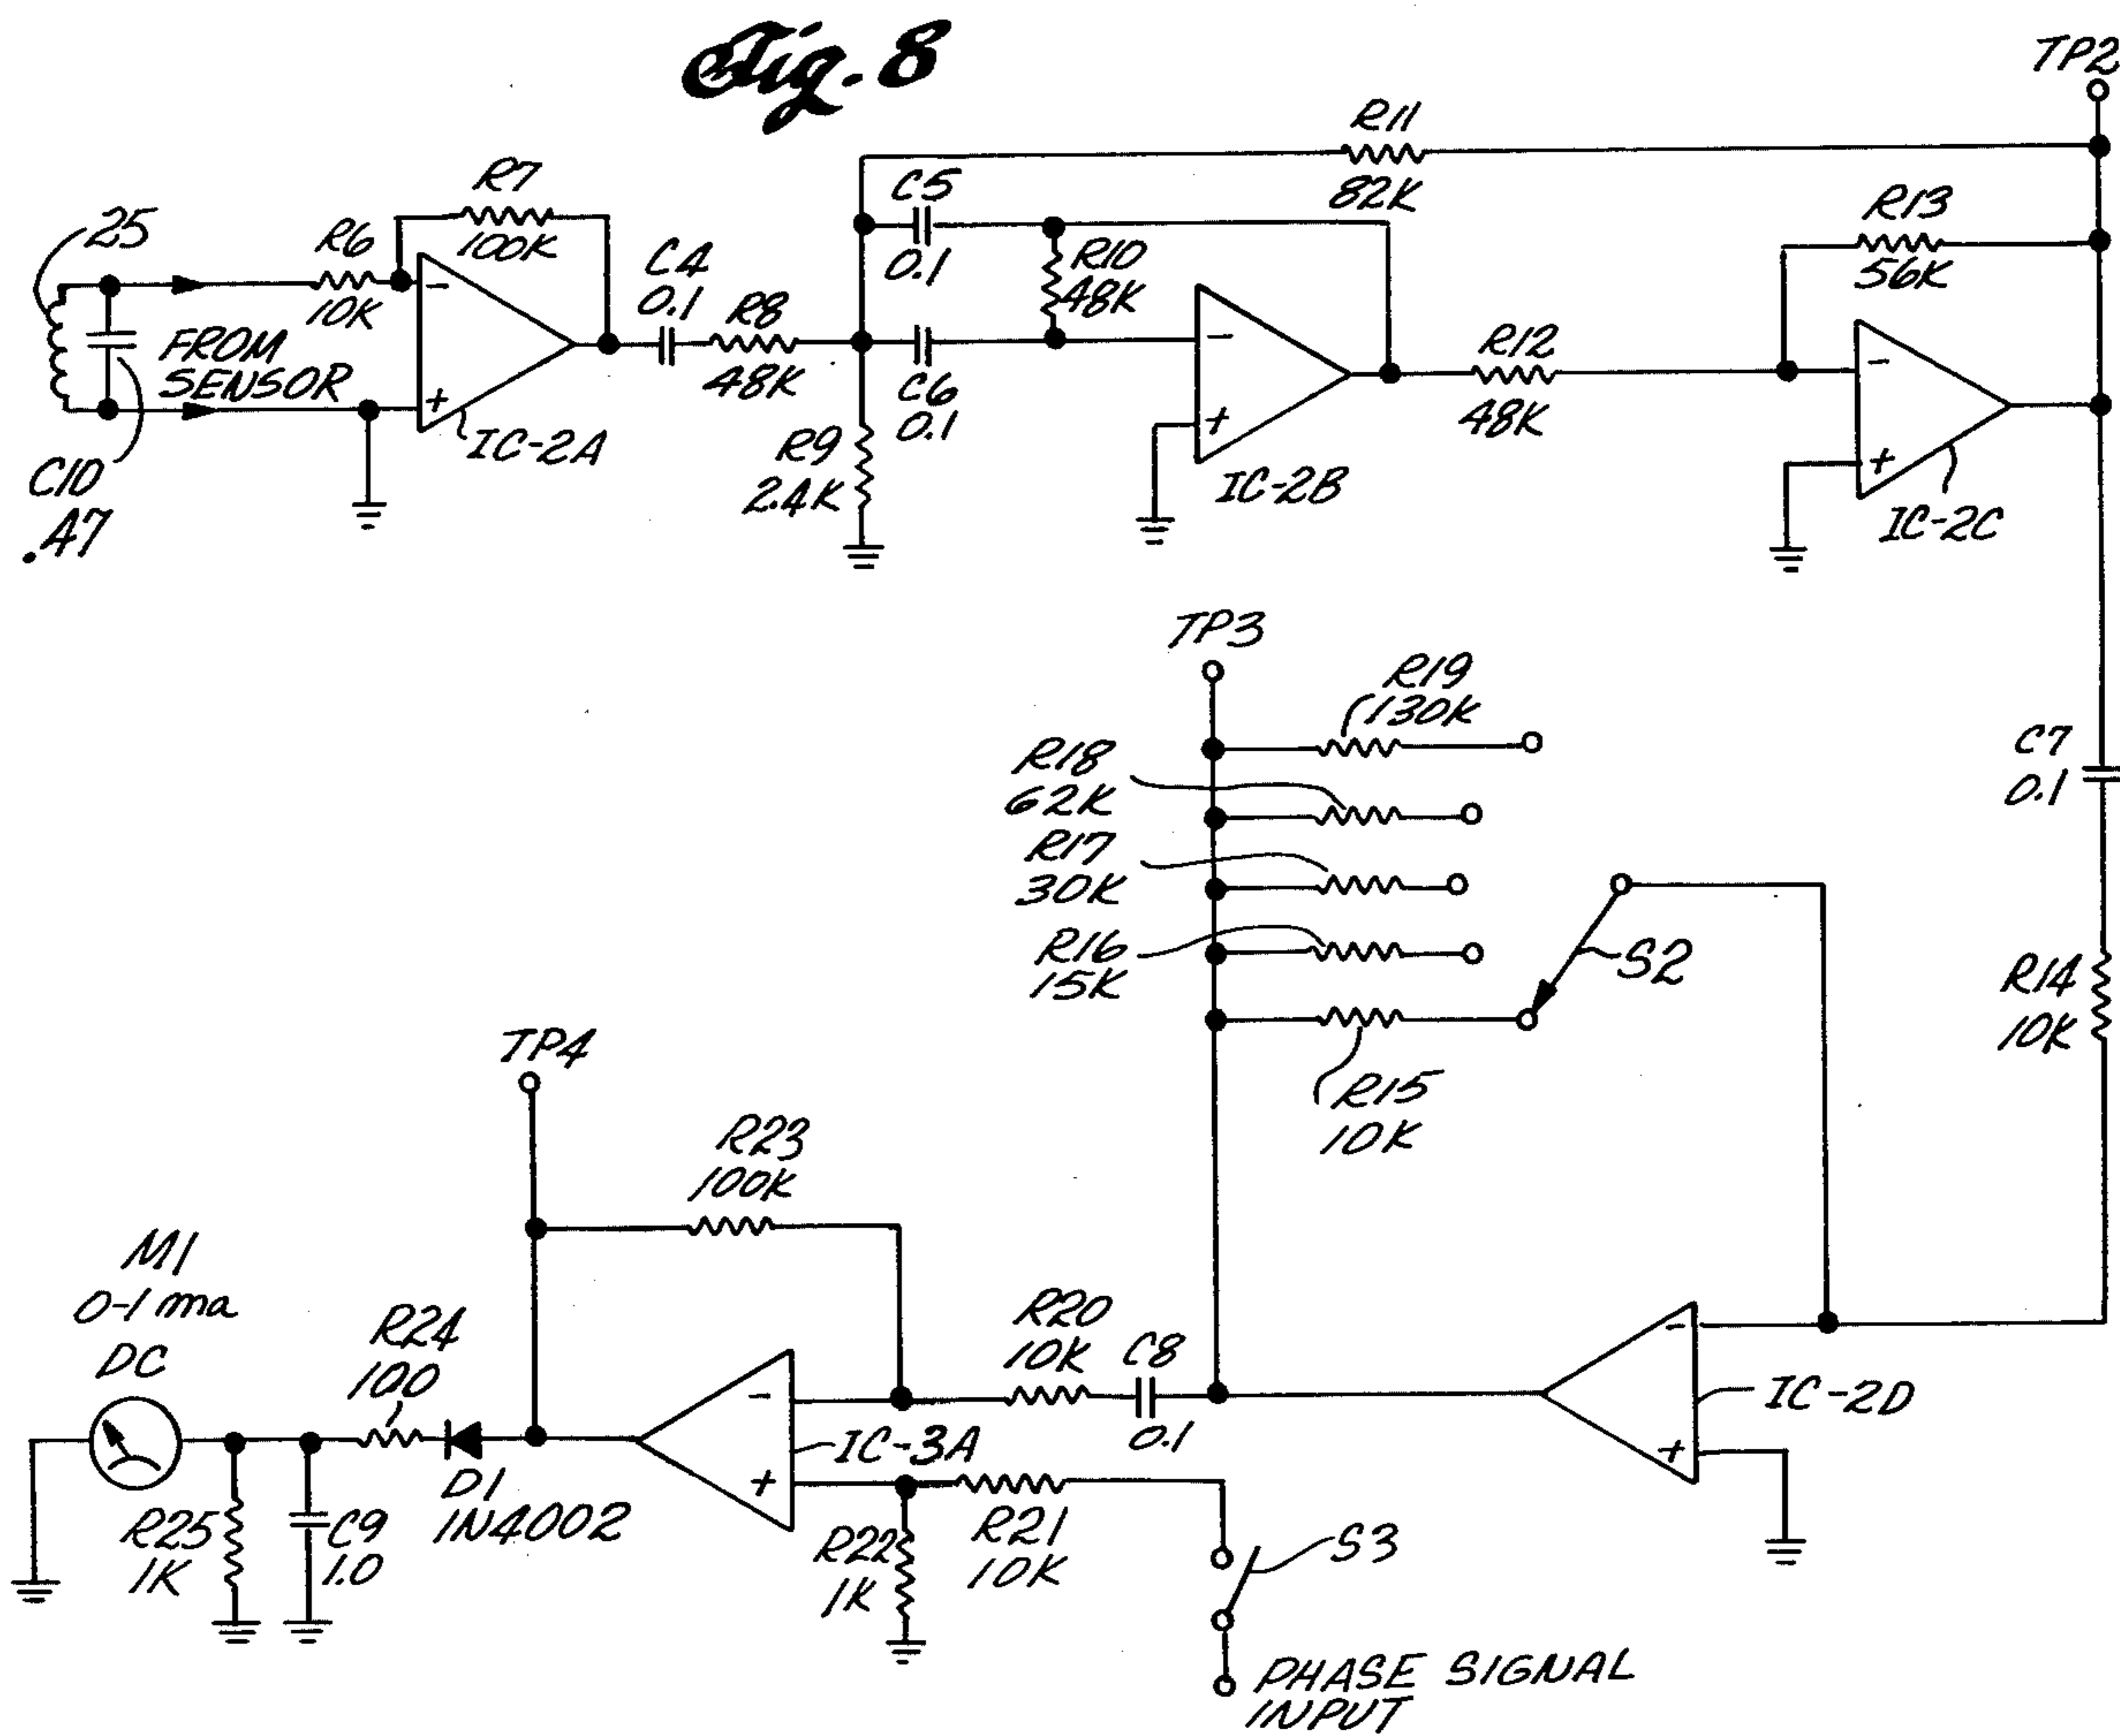 Fig. 8
TP2
R11
82K
R7
100K
C5
0.1
R13
56K
25
R6
10K
C4
0.1
R8
48K
R10
48K
FROM
SENSOR
C6
0.1
R12
48K
C10
.47
IC-2A
R9
2.4K
IC-2B
IC-2C
-
+
-
+
-
+
TP3
R19
130K
R18
62K
R17
30K
R16
15K
C7
0.1
S2
R14
10K
R15
10K
TP4
R23
100K
M1
0-1 ma
DC
R24
100
R20
10K
C8
0.1
IC-2D
-
+
IC-3A
-
+
D1
1N4002
R25
1K
C9
1.0
R22
1K
R21
10K
S3
PHASE SIGNAL
INPUT